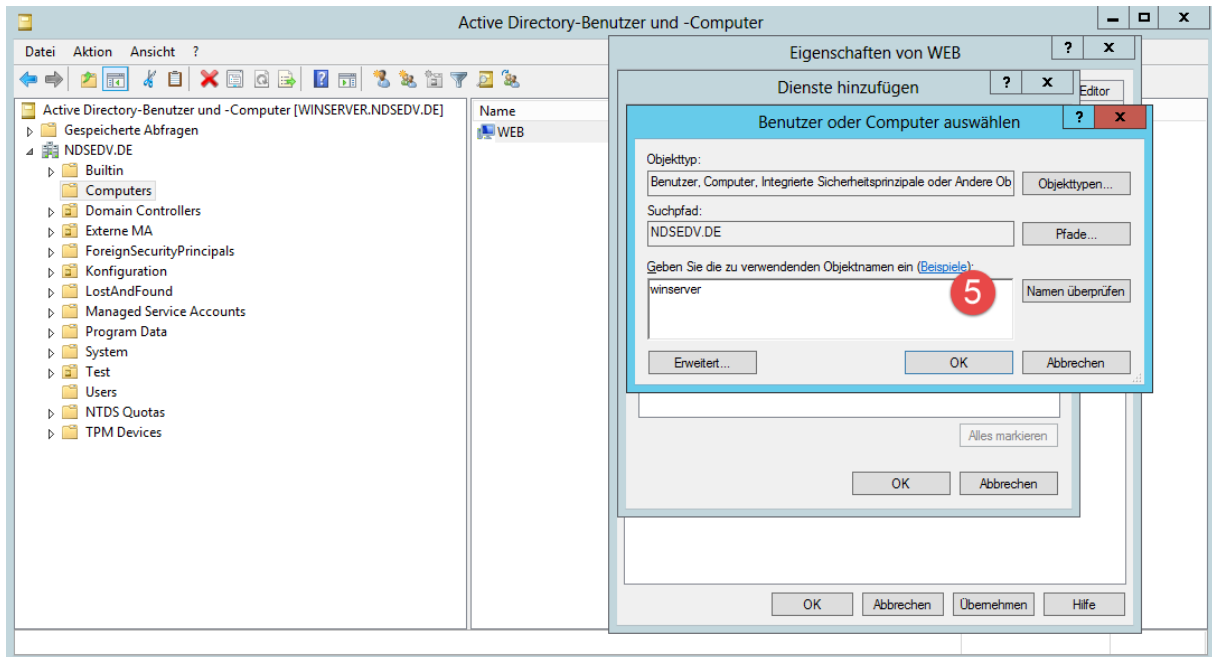 Active Directory-Benutzer und -Computer
Datei Aktion Ansicht ?
Active Directory-Benutzer und -Computer [WINSERVER.NDSEDV.DE]
Gespeicherte Abfragen
NDSEDV.DE
Builtin
Computers
Domain Controllers
Externe MA
ForeignSecurityPrincipals
Konfiguration
LostAndFound
Managed Service Accounts
Program Data
System
Test
Users
NTDS Quotas
TPM Devices
Name
WEB
Eigenschaften von WEB
? X
Dienste hinzufügen
? X
Editor
Benutzer oder Computer auswählen
? X
Objekttyp:
Benutzer, Computer, Integrierte Sicherheitsprinzipale oder Andere Ob
Objekttypen...
Suchpfad:
NDSEDV.DE
Pfade...
Geben Sie die zu verwendenden Objektnamen ein (Beispiele):
winserver
5
Namen überprüfen
Erweitert...
OK
Abbrechen
Alles markieren
OK
Abbrechen
OK
Abbrechen
Übernehmen
Hilfe